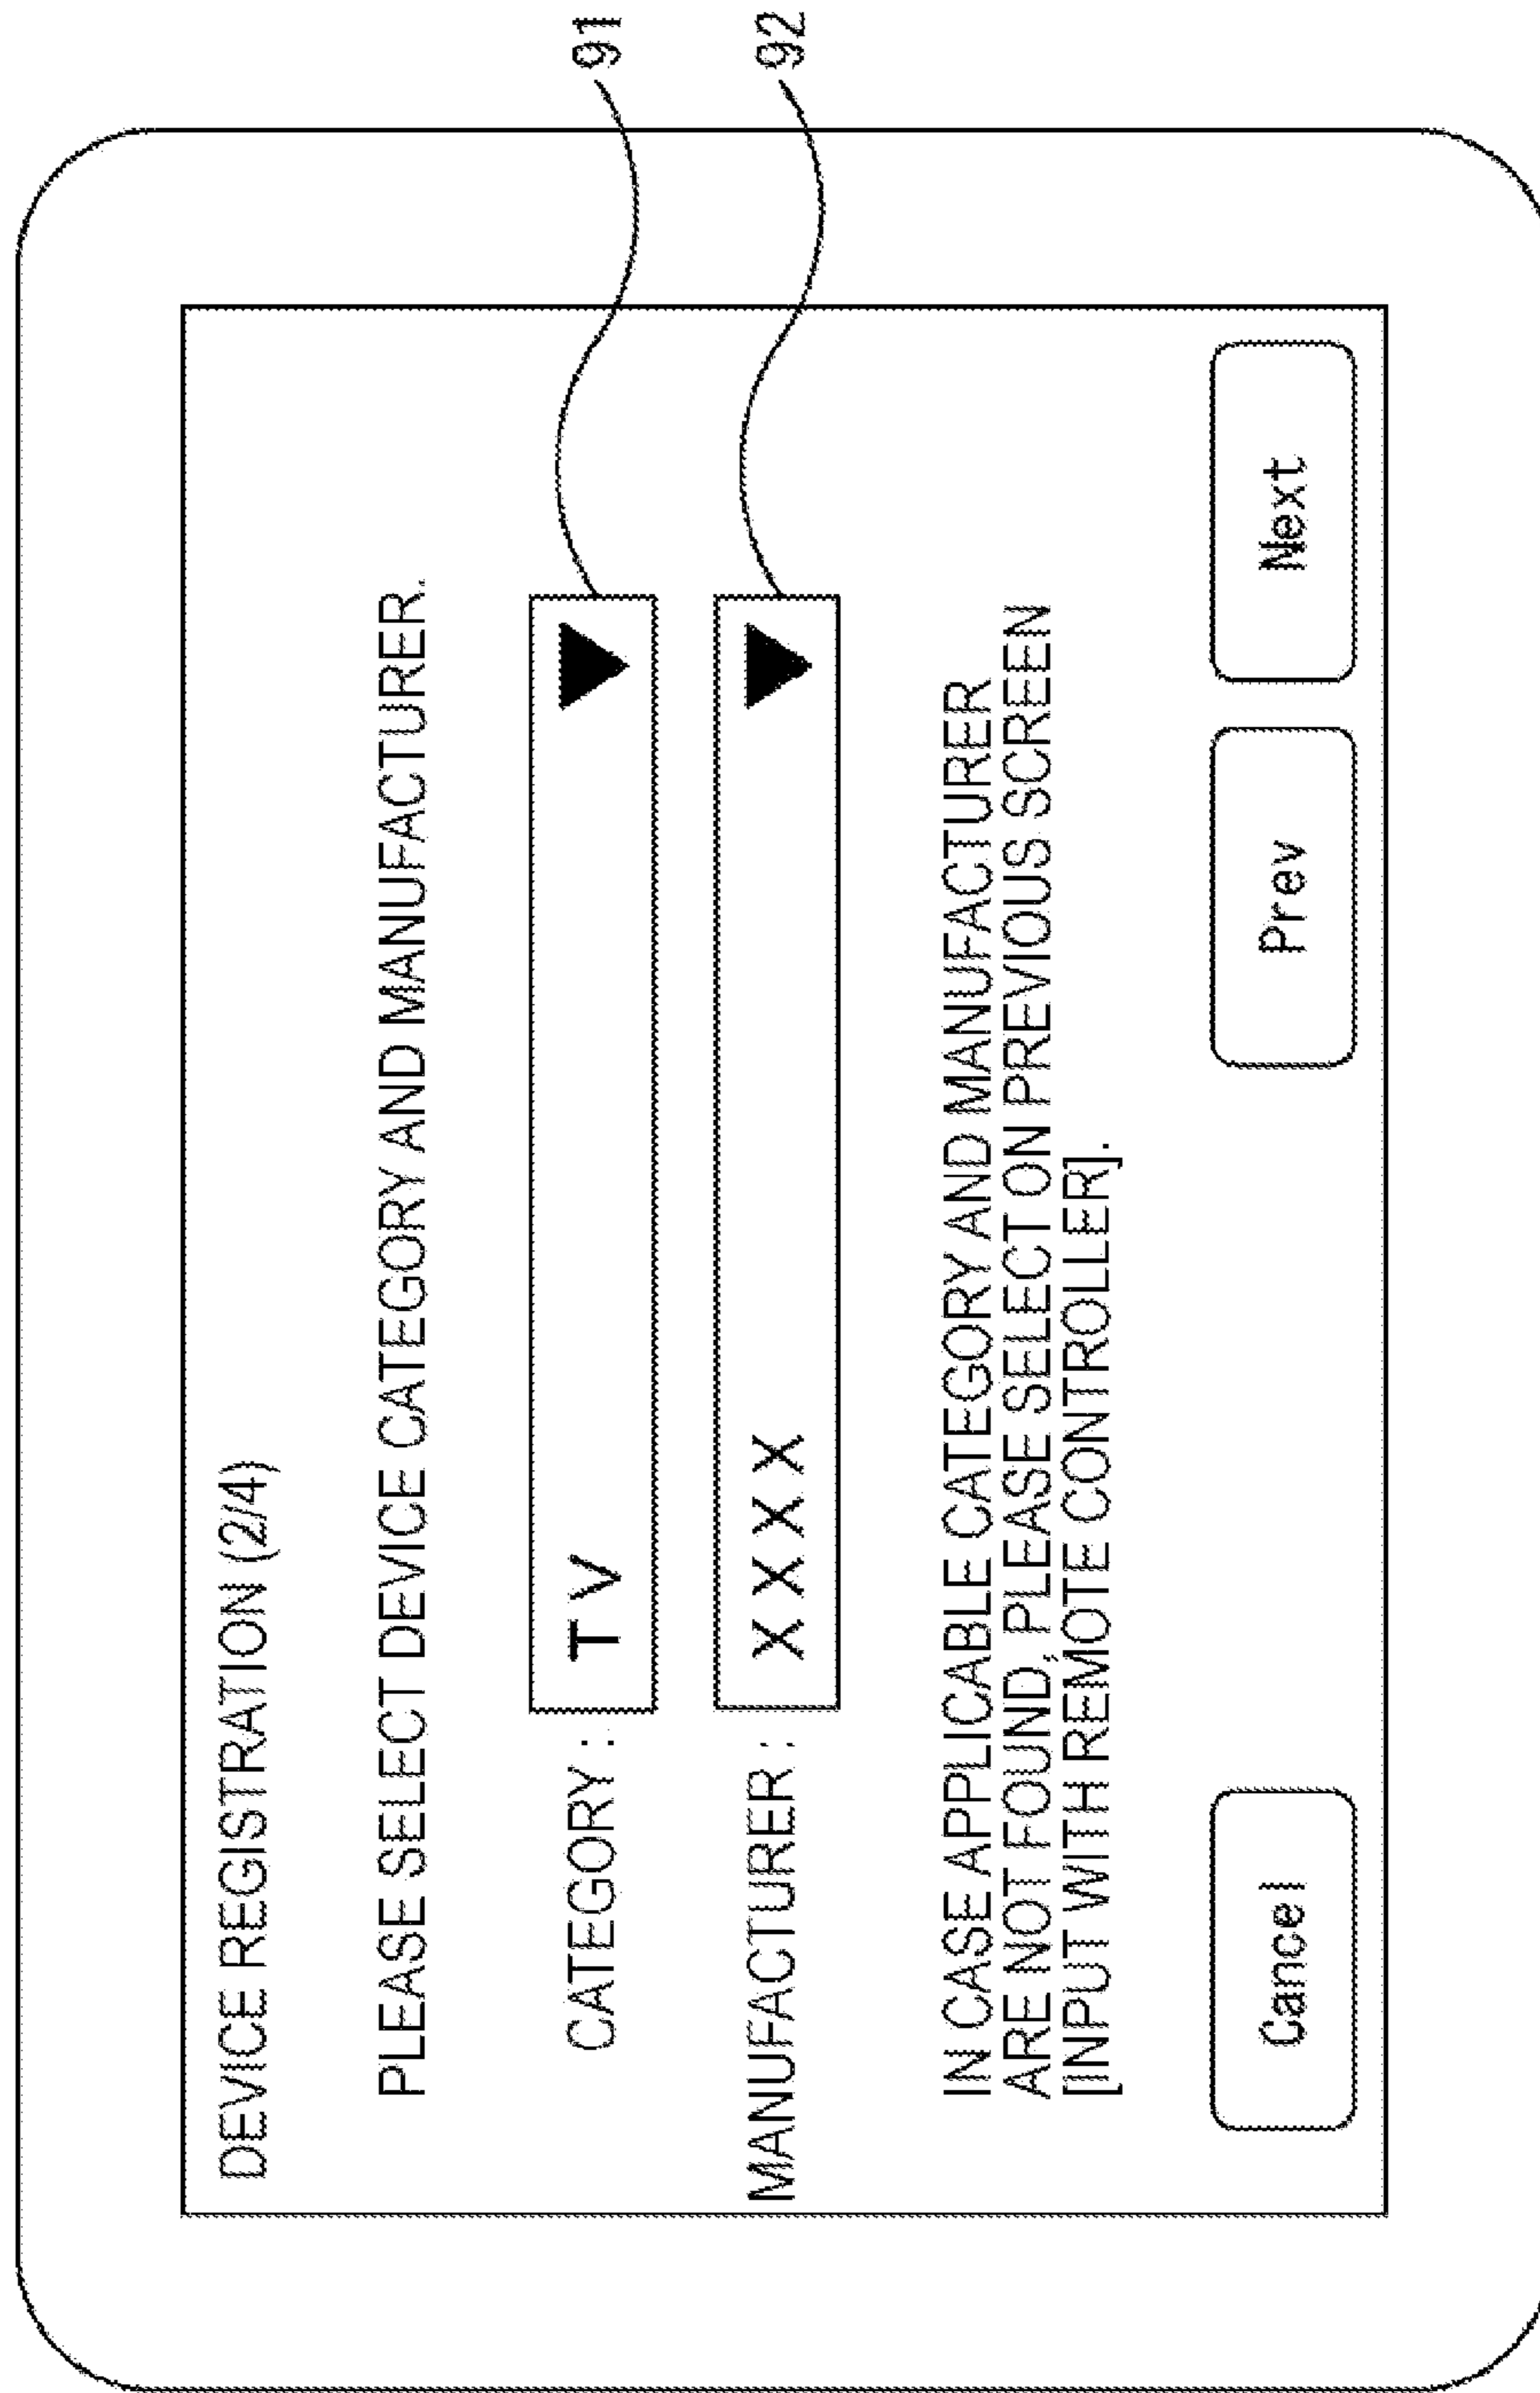 DEVICE REGISTRATION (2/4)
PLEASE SELECT DEVICE CATEGORY AND MANUFACTURER.
CATEGORY : TV 91
MANUFACTURER : XXXX 92
IN CASE APPLICABLE CATEGORY AND MANUFACTURER
ARE NOT FOUND, PLEASE SELECT ON PREVIOUS SCREEN
[INPUT WITH REMOTE CONTROLLER].
Cancel Prev Next